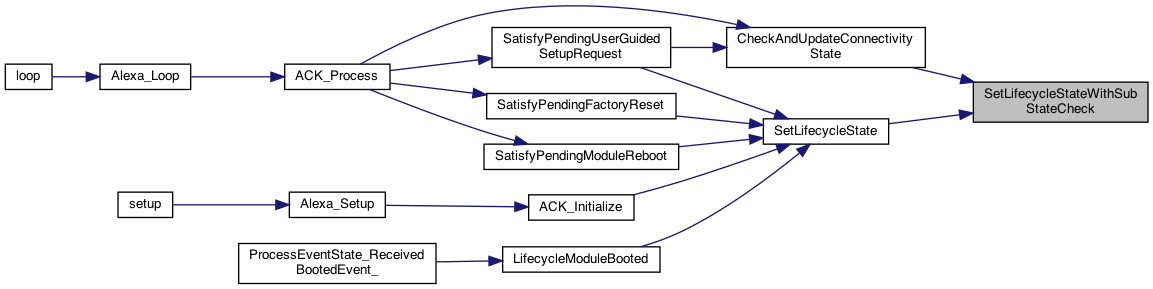 loop
Alexa_Loop
ACK_Process
SatisfyPendingUserGuided
SetupRequest
CheckAndUpdateConnectivity
State
SetLifecycleStateWithSub
StateCheck
SatisfyPendingFactoryReset
SetLifecycleState
SatisfyPendingModuleReboot
setup
Alexa_Setup
ACK_Initialize
ProcessEventState_Received
BootedEvent_
LifecycleModuleBooted